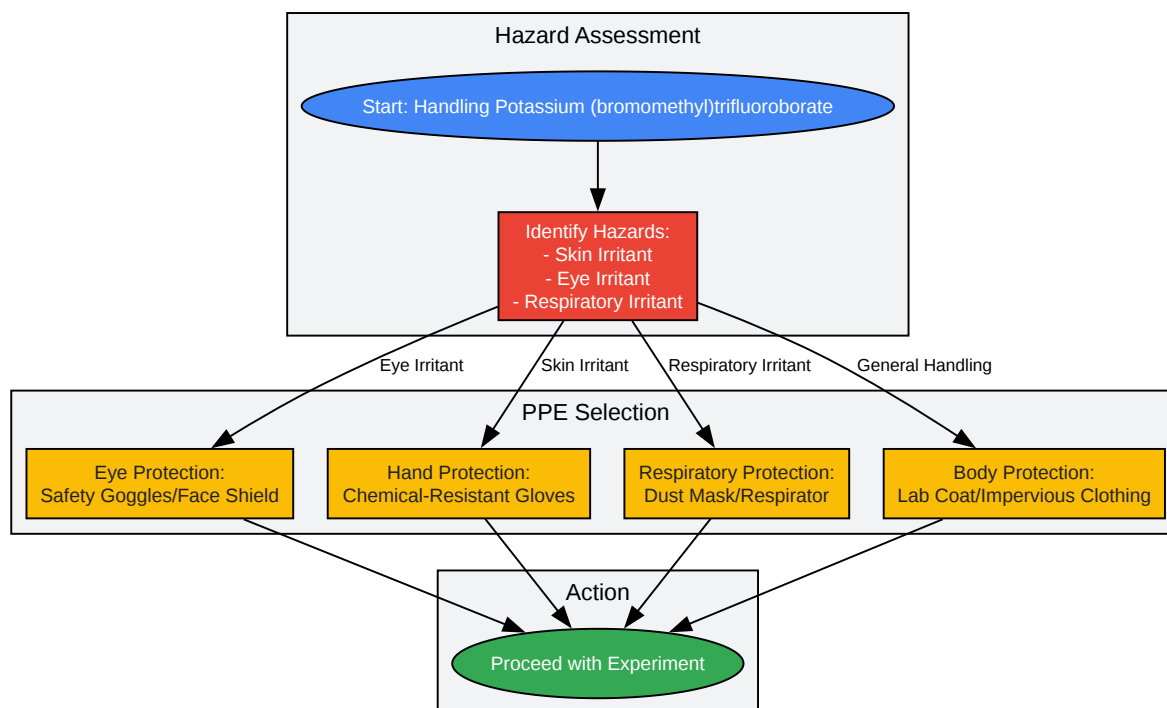 Hazard Assessment
Start: Handling Potassium (bromomethyl)trifluoroborate
Identify Hazards:
- Skin Irritant
- Eye Irritant
- Respiratory Irritant
Eye Irritant
Skin Irritant
Respiratory Irritant
General Handling
PPE Selection
Eye Protection:
Safety Goggles/Face Shield
Hand Protection:
Chemical-Resistant Gloves
Respiratory Protection:
Dust Mask/Respirator
Body Protection:
Lab Coat/Impervious Clothing
Action
Proceed with Experiment